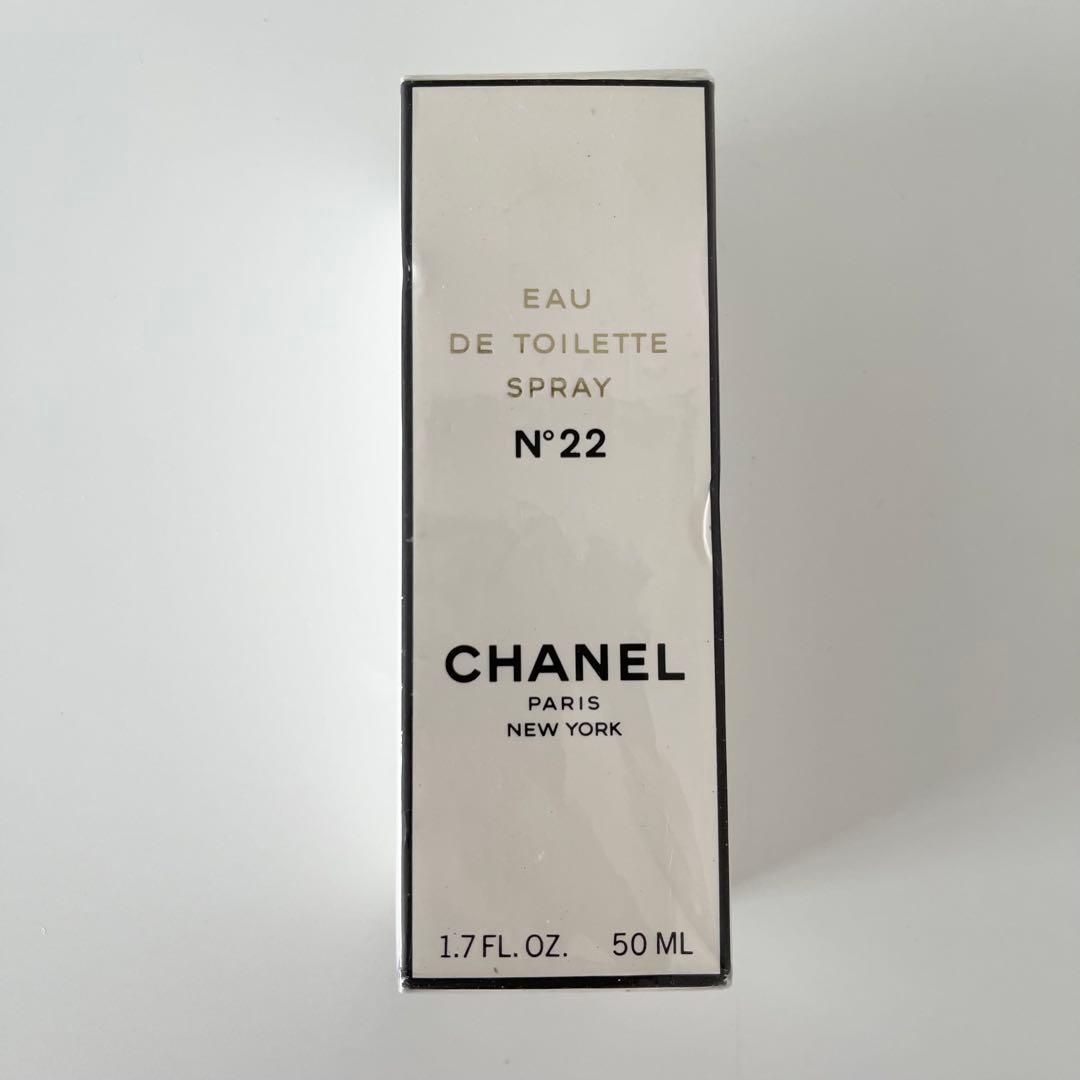 EAU
DE TOILETTE
SPRAY
N°22
CHANEL
PARIS
NEW YORK
1.7 FL. OZ. 50 ML